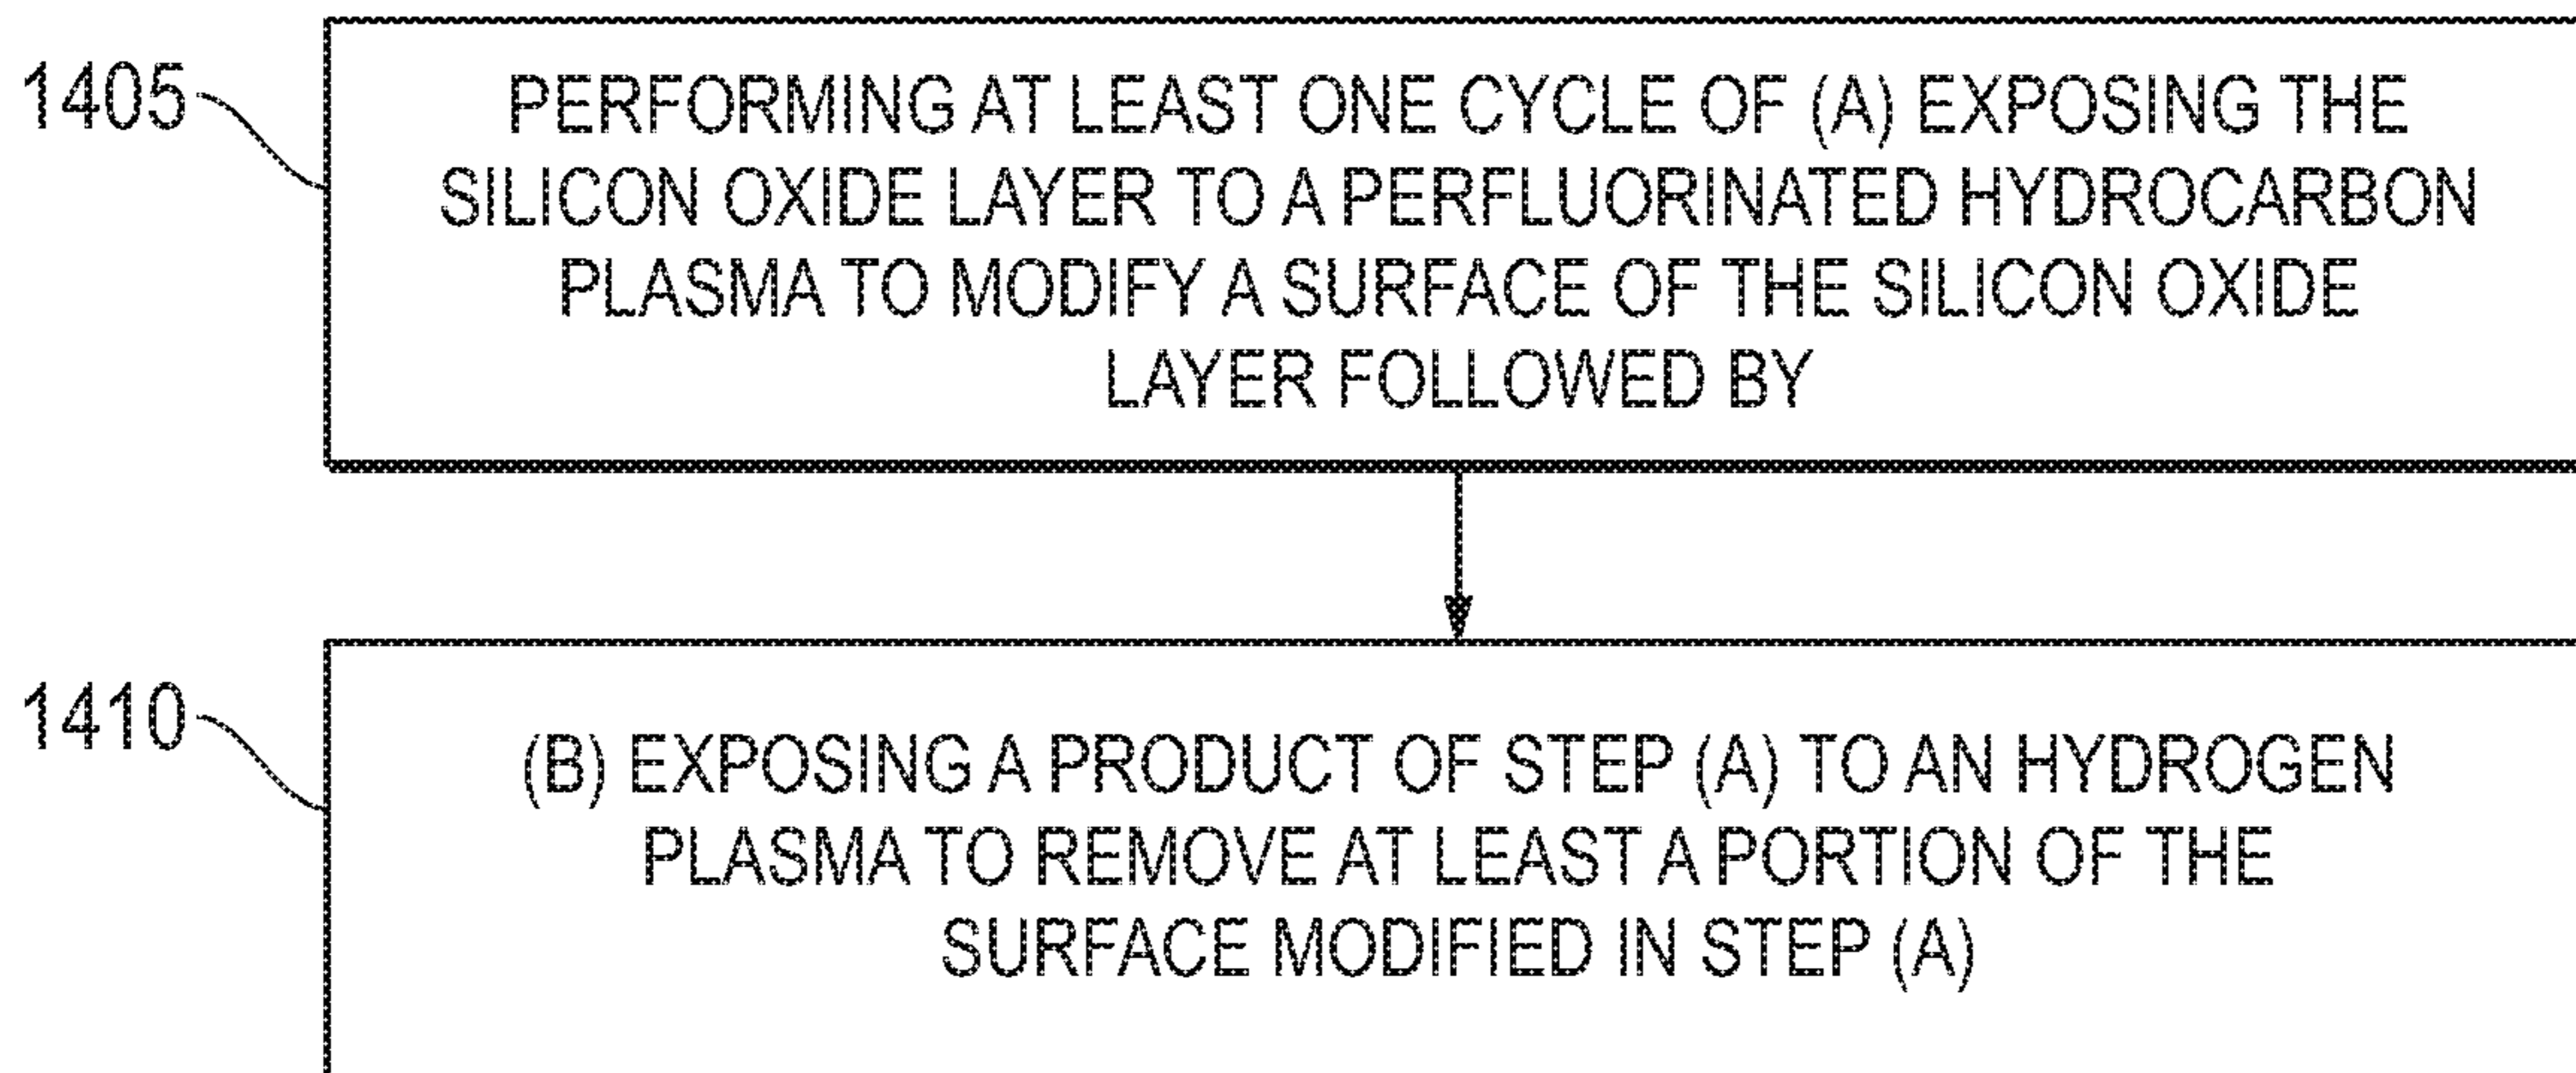 1405
PERFORMING AT LEAST ONE CYCLE OF (A) EXPOSING THE
SILICON OXIDE LAYER TO A PERFLUORINATED HYDROCARBON
PLASMA TO MODIFY A SURFACE OF THE SILICON OXIDE
LAYER FOLLOWED BY
1410
(B) EXPOSING A PRODUCT OF STEP (A) TO AN HYDROGEN
PLASMA TO REMOVE AT LEAST A PORTION OF THE
SURFACE MODIFIED IN STEP (A)